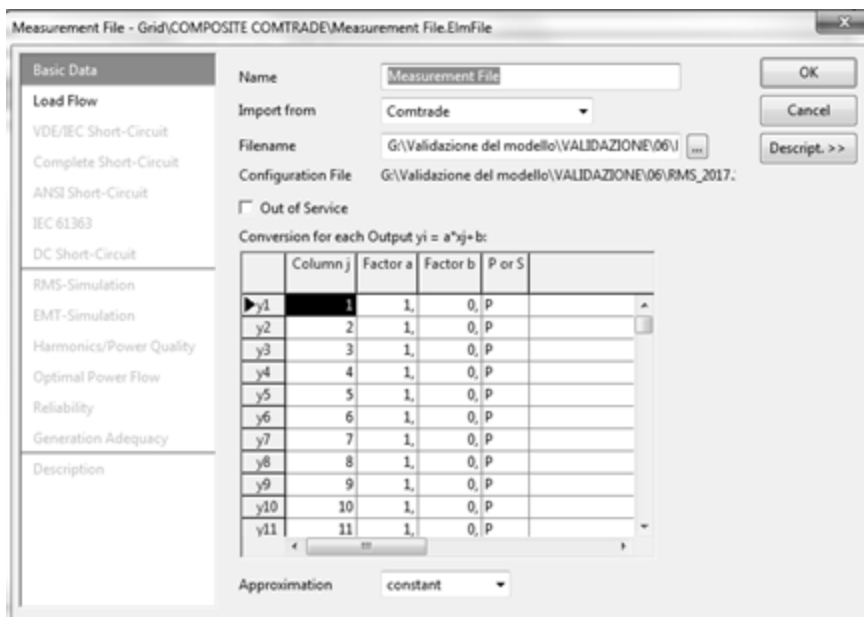 Measurement File - Grid\COMPOSITE COMTRADE\Measurement File.ElmFile
x
Basic Data
Load Flow
VDE/IEC Short-Circuit
Complete Short-Circuit
ANSI Short-Circuit
IEC 61363
DC Short-Circuit
RMS-Simulation
EMT-Simulation
Harmonics/Power Quality
Optimal Power Flow
Reliability
Generation Adequacy
Description
Name Measurement File
Import from Comtrade
Filename G:\Validazione del modello\VALIDAZIONE\06\I ...
Configuration File G:\Validazione del modello\VALIDAZIONE\06\RMS_2017.:
Out of Service
Conversion for each Output yi = a*xj+b:
Column j Factor a Factor b P or S
y1 1 1, 0, P
y2 2 1, 0, P
y3 3 1, 0, P
y4 4 1, 0, P
y5 5 1, 0, P
y6 6 1, 0, P
y7 7 1, 0, P
y8 8 1, 0, P
y9 9 1, 0, P
y10 10 1, 0, P
y11 11 1, 0, P
Approximation constant
OK
Cancel
Descript. >>